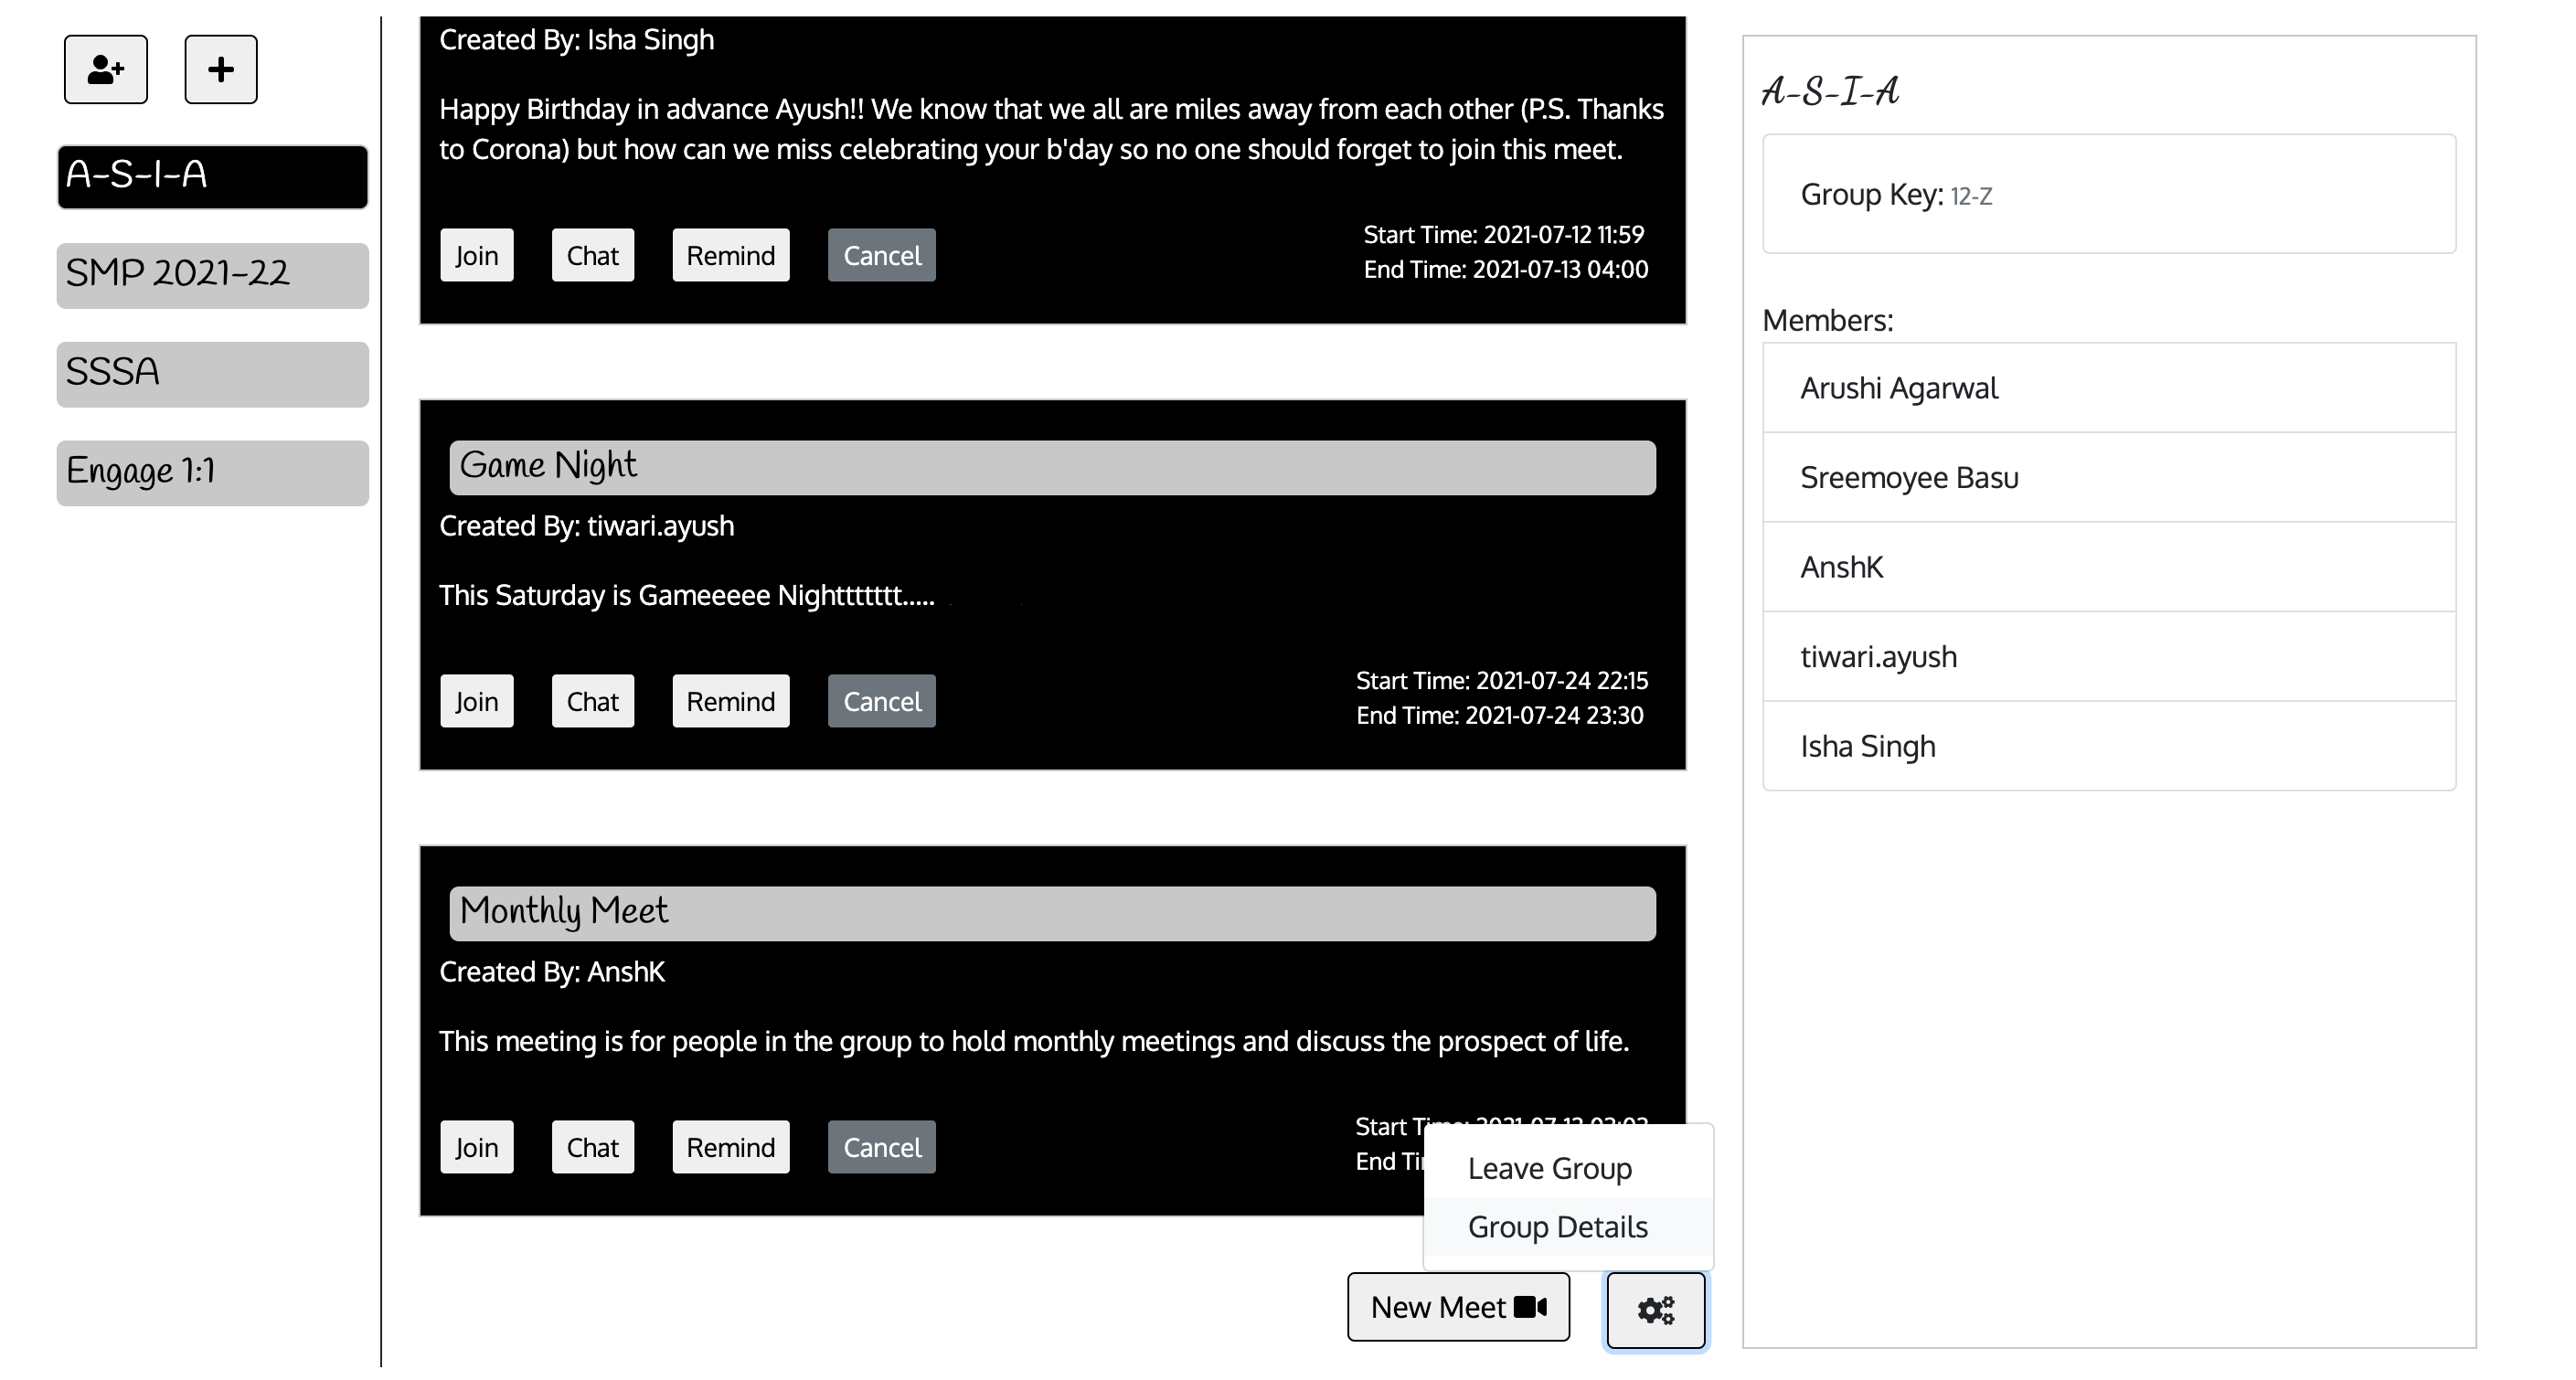 A-S-I-A
SMP 2021-22
SSSA
Engage 1:1
Created By: Isha Singh
Happy Birthday in advance Ayush!! We know that we all are miles away from each other (P.S. Thanks
to Corona) but how can we miss celebrating your b'day so no one should forget to join this meet.
Join Chat Remind Cancel
Start Time: 2021-07-12 11:59
End Time: 2021-07-13 04:00
Game Night
Created By: tiwari.ayush
This Saturday is Gameeeee Nighttttttt.....
Join Chat Remind Cancel
Start Time: 2021-07-24 22:15
End Time: 2021-07-24 23:30
Monthly Meet
Created By: AnshK
This meeting is for people in the group to hold monthly meetings and discuss the prospect of life.
Join Chat Remind Cancel
Start
End
Leave Group
Group Details
New Meet
A-S-I-A
Group Key: 12-Z
Members:
Arushi Agarwal
Sreemoyee Basu
AnshK
tiwari.ayush
Isha Singh